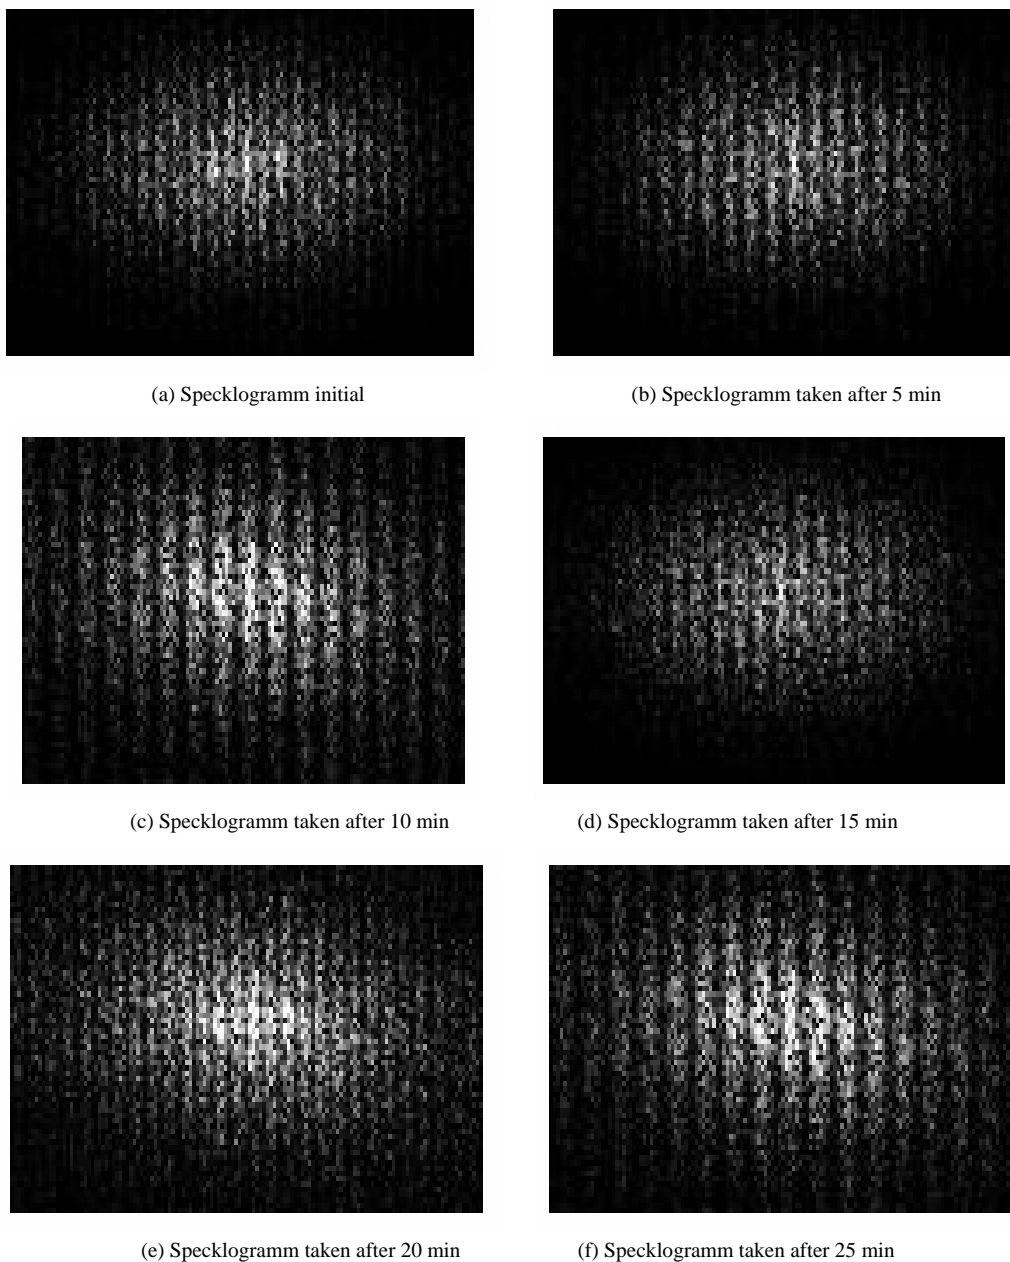 (a) Specklogramm initial
(b) Specklogramm taken after 5 min
(c) Specklogramm taken after 10 min
(d) Specklogramm taken after 15 min
(e) Specklogramm taken after 20 min
(f) Specklogramm taken after 25 min